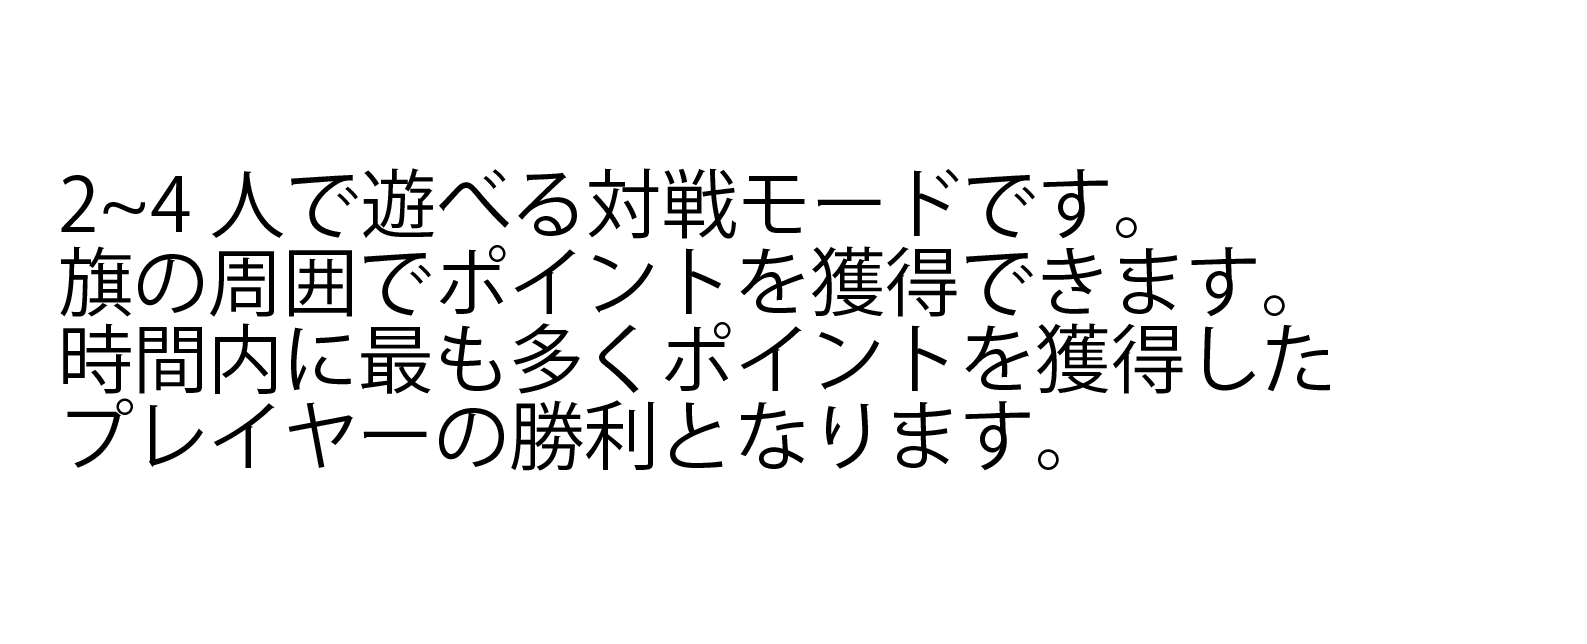 2~4 人で遊べる対戦モードです。
旗の周囲でポイントを獲得できます。
時間内に最も多くポイントを獲得した
プレイヤーの勝利となります。